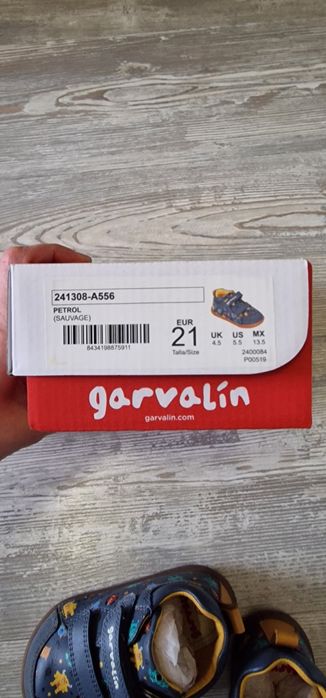 241308-A556
PETROL
(SAUVAGE)
8434198875911
EUR
21
Talla/Size
UK US MX
4.5 5.5 13.5
2400084
P00519
garvalín
garvalin.com
garvalín